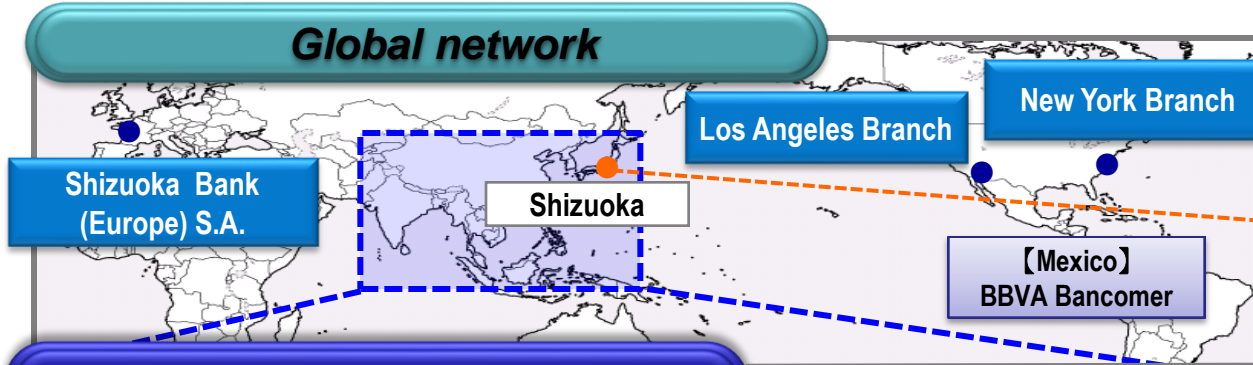 Global network
New York Branch
Los Angeles Branch
Shizuoka Bank
(Europe) S.A.
Shizuoka
【Mexico】
BBVA Bancomer